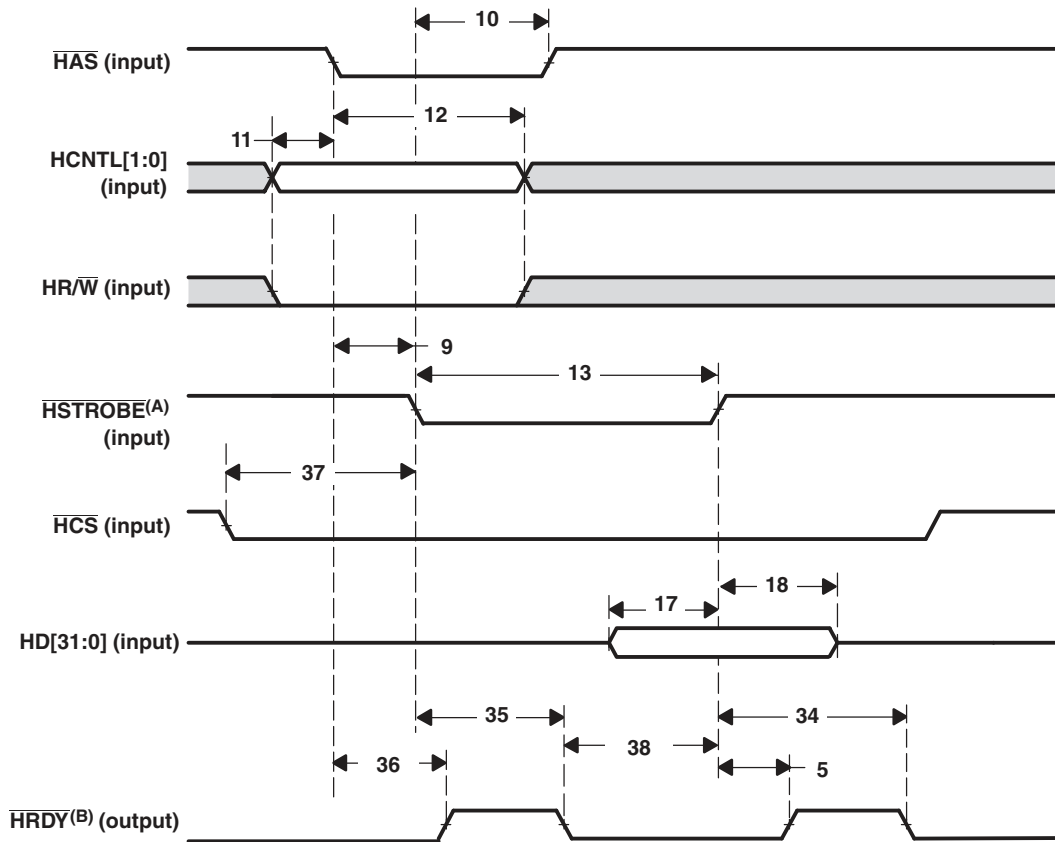 10
HAS (input)
12
11
HCNTL[1:0]
(input)
HR/W (input)
9
13
HSTROBE(A)
(input)
37
HCS (input)
18
17
HD[31:0] (input)
35
34
38
36
5
HRDY(B) (output)